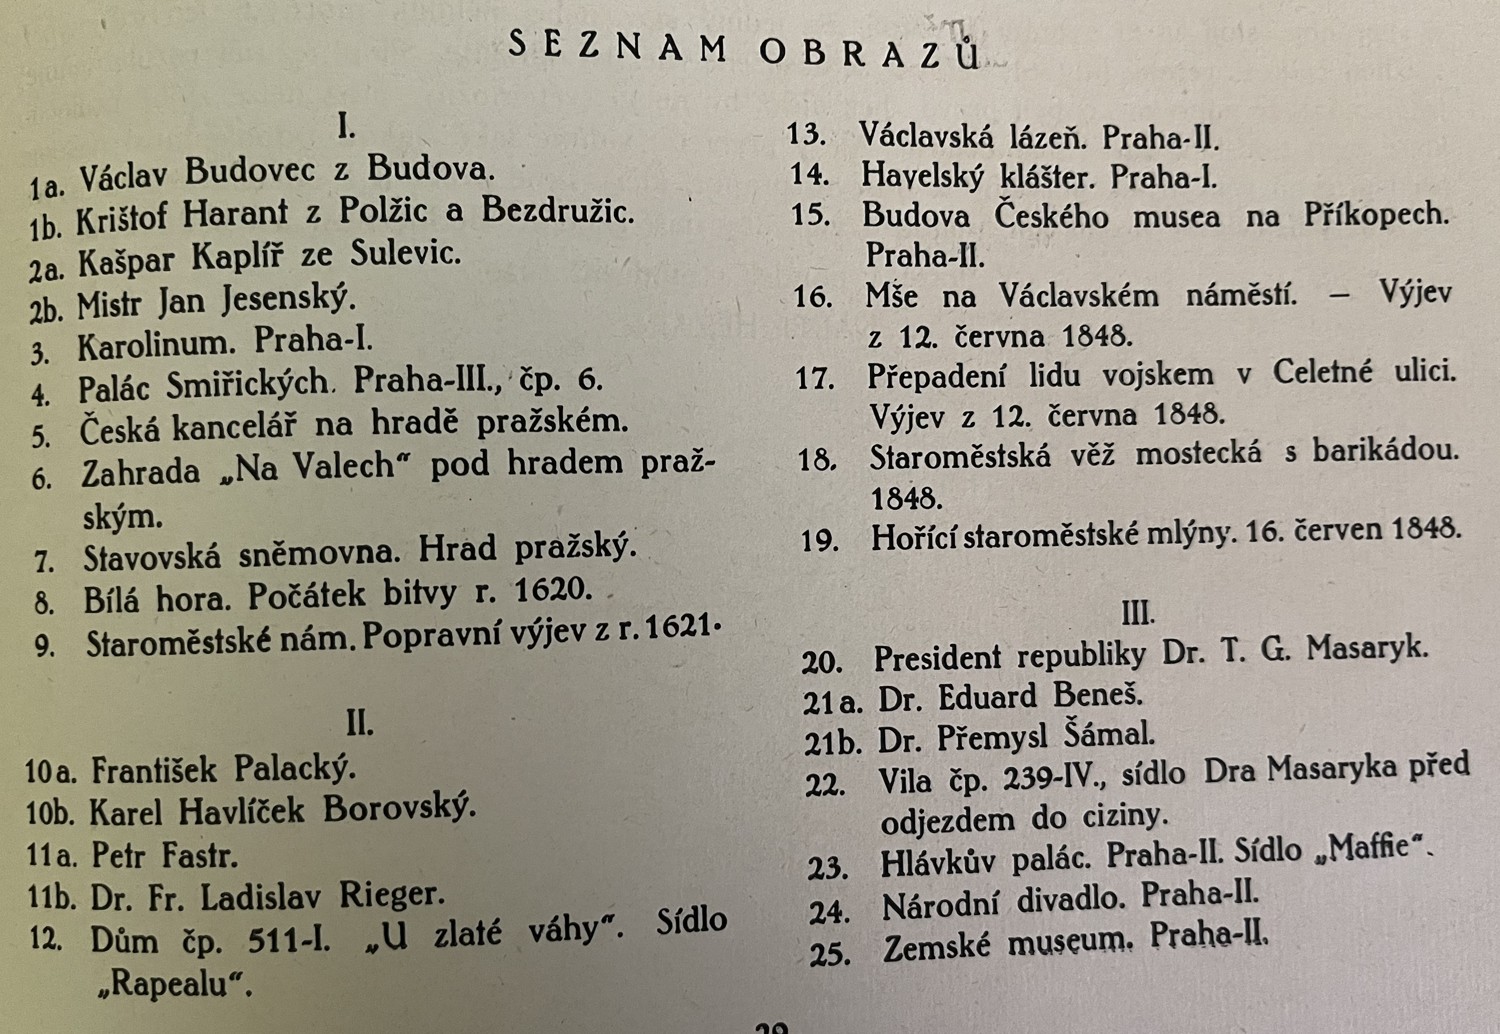 SEZNAM OBRAZŮ
I.
1a. Václav Budovec z Budova.
1b. Krištof Harant z Polžic a Bezdružic.
2a. Kašpar Kaplíř ze Sulevic.
2b. Mistr Jan Jesenský.
3. Karolinum. Praha-I.
4. Palác Smiřických. Praha-III., čp. 6.
5. Česká kancelář na hradě pražském.
6. Zahrada „Na Valech“ pod hradem praž-
ským.
7. Stavovská sněmovna. Hrad pražský.
8. Bílá hora. Počátek bitvy r. 1620.
9. Staroměstské nám. Popravní výjev z r. 1621.
II.
10a. František Palacký.
10b. Karel Havlíček Borovský.
11a. Petr Fastr.
11b. Dr. Fr. Ladislav Rieger.
12. Dům čp. 511-I. „U zlaté váhy“. Sídlo
„Rapealu“.
13. Václavská lázeň. Praha-II.
14. Havelský klášter. Praha-I.
15. Budova Českého musea na Příkopech.
Praha-II.
16. Mše na Václavském náměstí. — Výjev
z 12. června 1848.
17. Přepadení lidu vojskem v Celetné ulici.
Výjev z 12. června 1848.
18. Staroměstská věž mostecká s barikádou.
1848.
19. Hořící staroměstské mlýny. 16. červen 1848.
III.
20. President republiky Dr. T. G. Masaryk.
21a. Dr. Eduard Beneš.
21b. Dr. Přemysl Šámal.
22. Vila čp. 239-IV., sídlo Dra Masaryka před
odjezdem do ciziny.
23. Hlávkův palác. Praha-II. Sídlo „Maffie“.
24. Národní divadlo. Praha-II.
25. Zemské museum. Praha-II.